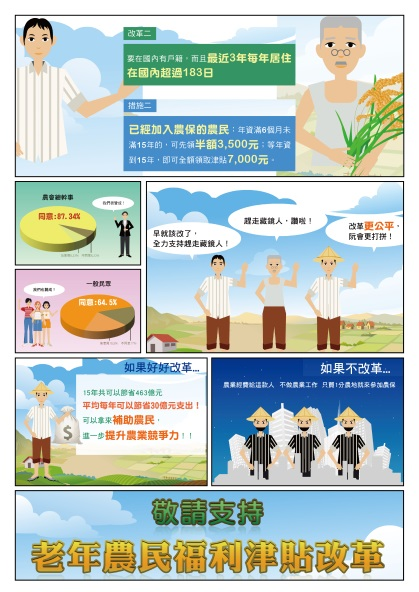 改革二
要在國內有戶籍，而且最近3年每年居住
在國內超過183日
措施二
已經加入農保的農民：年資滿6個月未
滿15年的，可先領半額3,500元；等年資
到15年，即可全額領取津貼7,000元。
農會總幹事
同意:87.34%
我們也贊成！
一般民眾
同意:64.5%
我們也贊成！
早就該改了，
全力支持趕走藏鏡人！
趕走藏鏡人，讚啦！
改革更公平，
阮會更打拼！
如果好好改革...
15年共可以節省463億元
平均每年可以節省30億元支出！
可以拿來補助農民，
進一步提升農業競爭力！！
$
如果不改革...
農業經費給這款人 不做農業工作 只買1分農地就來參加農保
敬請支持
老年農民福利津貼改革